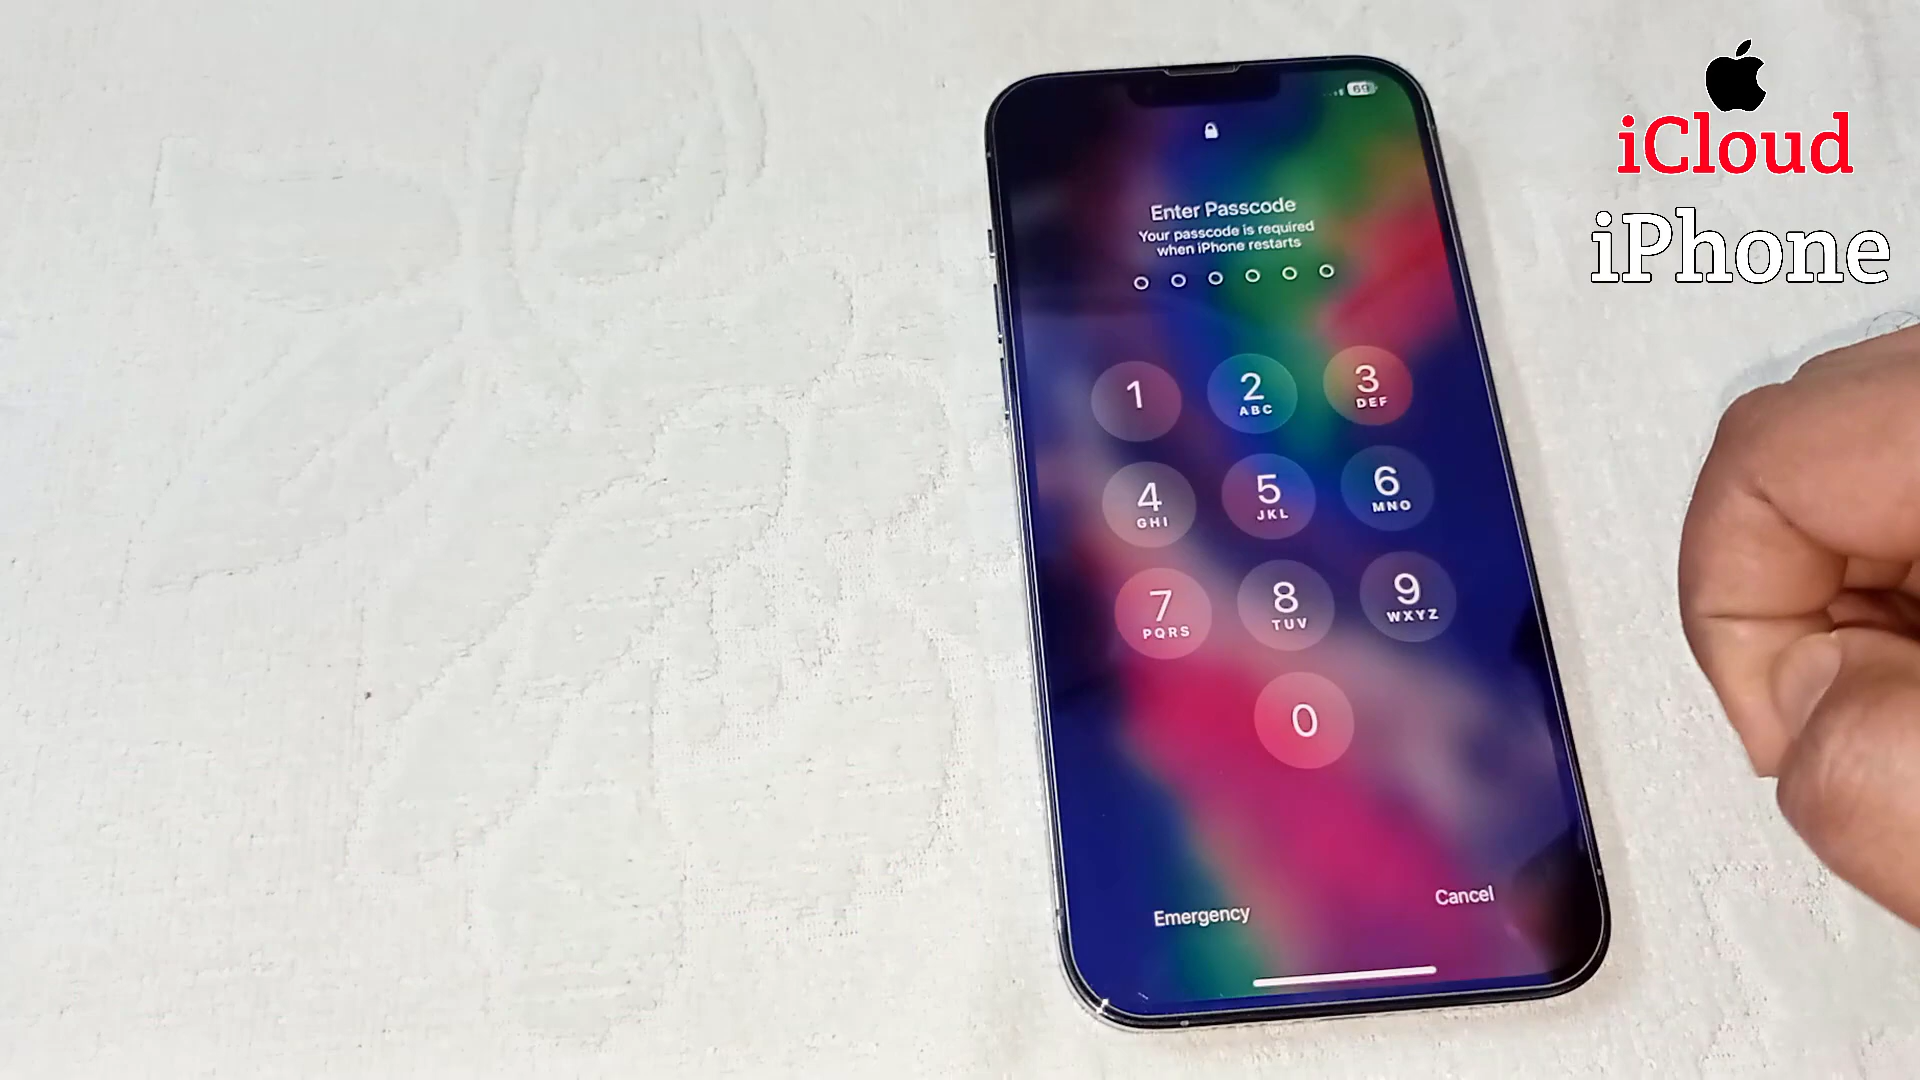 69
iCloud
iPhone
Enter Passcode
Your passcode is required
when iPhone restarts
1
2
ABC
3
DEF
4
GHI
5
JKL
6
MNO
7
PQRS
8
TUV
9
WXYZ
0
Emergency
Cancel